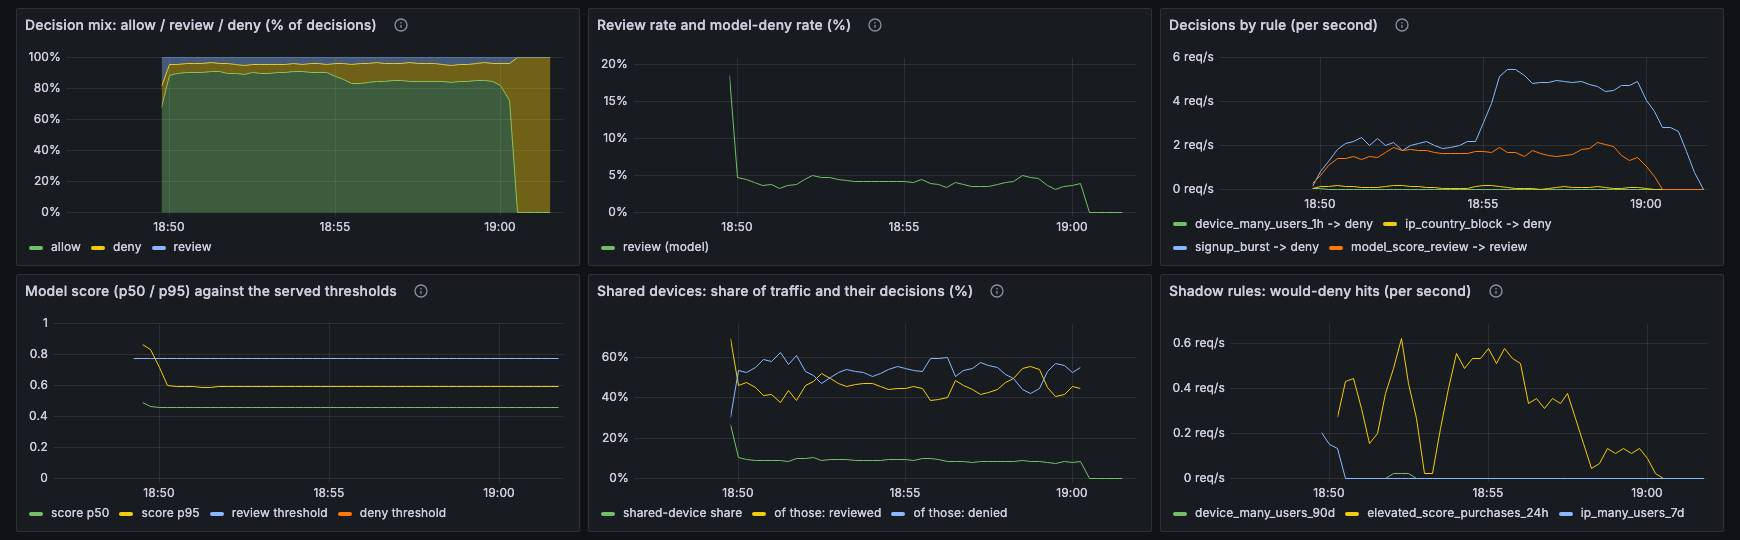 Decision mix: allow / review / deny (% of decisions)
100%
80%
60%
40%
20%
0%
18:50 18:55 19:00
allow deny review
Review rate and model-deny rate (%)
20%
15%
10%
5%
0%
18:50 18:55 19:00
review (model)
Decisions by rule (per second)
6 req/s
4 req/s
2 req/s
0 req/s
18:50 18:55 19:00
device_many_users_1h -> deny ip_country_block -> deny
signup_burst -> deny model_score_review -> review
Model score (p50 / p95) against the served thresholds
1
0.8
0.6
0.4
0.2
0
18:50 18:55 19:00
score p50 score p95 review threshold deny threshold
Shared devices: share of traffic and their decisions (%)
60%
40%
20%
0%
18:50 18:55 19:00
shared-device share of those: reviewed of those: denied
Shadow rules: would-deny hits (per second)
0.6 req/s
0.4 req/s
0.2 req/s
0 req/s
18:50 18:55 19:00
device_many_users_90d elevated_score_purchases_24h ip_many_users_7d